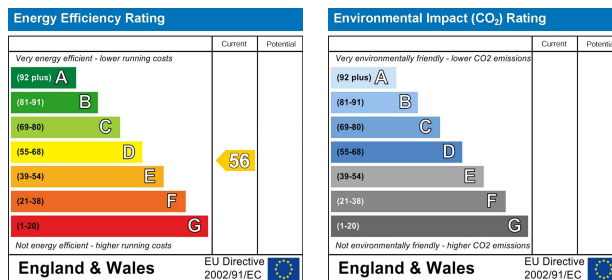 Energy Efficiency Rating
Current Potential
Very energy efficient - lower running costs
(92 plus) A
(81-91) B
(69-80) C
(55-68) D
56
(39-54) E
(21-38) F
(1-20) G
Not energy efficient - higher running costs
England & Wales
EU Directive
2002/91/EC
Environmental Impact (CO₂) Rating
Current Potentia
Very environmentally friendly - lower CO2 emissions
(92 plus) A
(81-91) B
(69-80) C
(55-68) D
(39-54) E
(21-38) F
(1-20) G
Not environmentally friendly - higher CO2 emissions
England & Wales
EU Directive
2002/91/EC